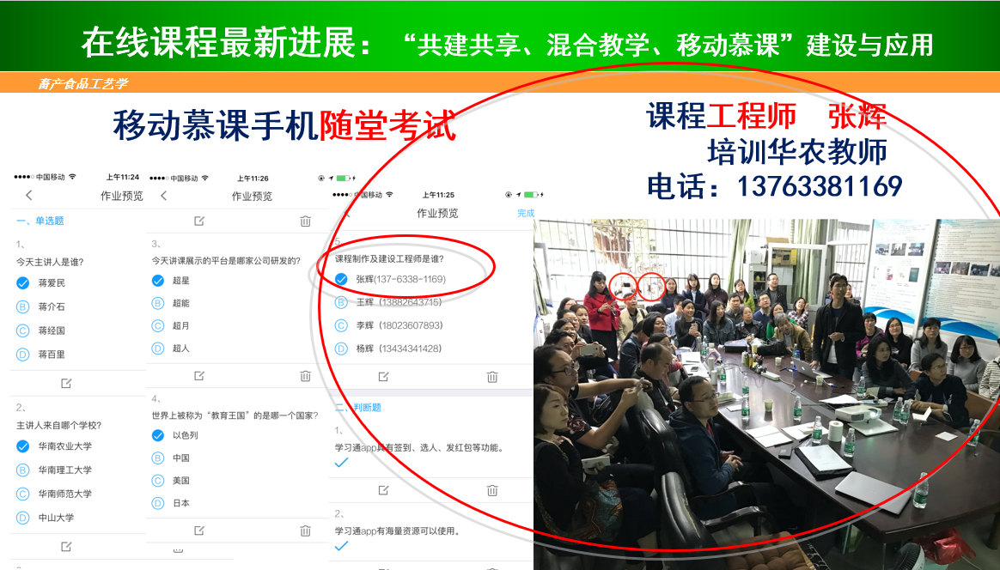 在线课程最新进展：“共建共享、混合教学、移动慕课”建设与应用
畜产食品工艺学
移动慕课手机随堂考试
课程工程师 张辉
培训华农教师
电话：13763381169
中国移动 上午11:24
作业预览
一、单选题
1、
今天主讲人是谁?
蒋爱民
B 蒋介石
C 蒋经国
D 蒋百里
2、
主讲人来自哪个学校?
华南农业大学
B 华南理工大学
C 华南师范大学
D 中山大学
中国移动 上午11:26
作业预览
3、
今天讲课展示的平台是哪家公司研发的?
超星
B 超能
C 超月
D 超人
4、
世界上被称为“教育王国”的是哪一个国家?
以色列
B 中国
C 美国
D 日本
中国移动 上午11:25
作业预览 完成
5、
课程制作及建设工程师是谁?
张辉(137-6338-1169)
B 王辉（13882643715）
C 李辉（18023607893）
D 杨辉（13434341428）
二、判断题
1、
学习通app具有签到、选人、发红包等功能。
2、
学习通app有海量资源可以使用。